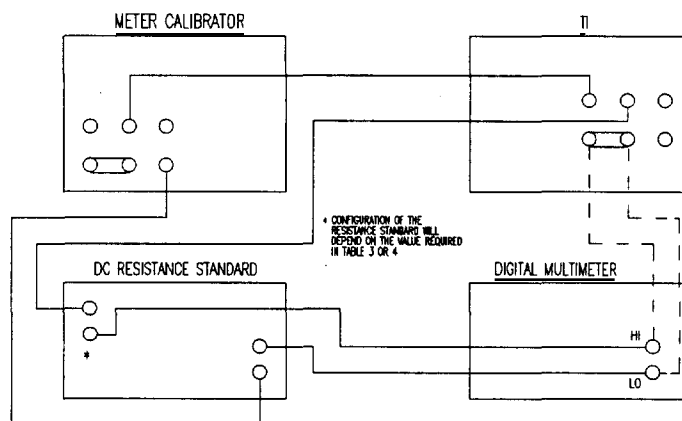 METER CALIBRATOR
TI
* CONFIGURATION OF THE
RESISTANCE STANDARD WILL
DEPEND ON THE VALUE REQUIRED
IN TABLE 3 OR 4
DC RESISTANCE STANDARD
DIGITAL MULTIMETER
*
HI
LO